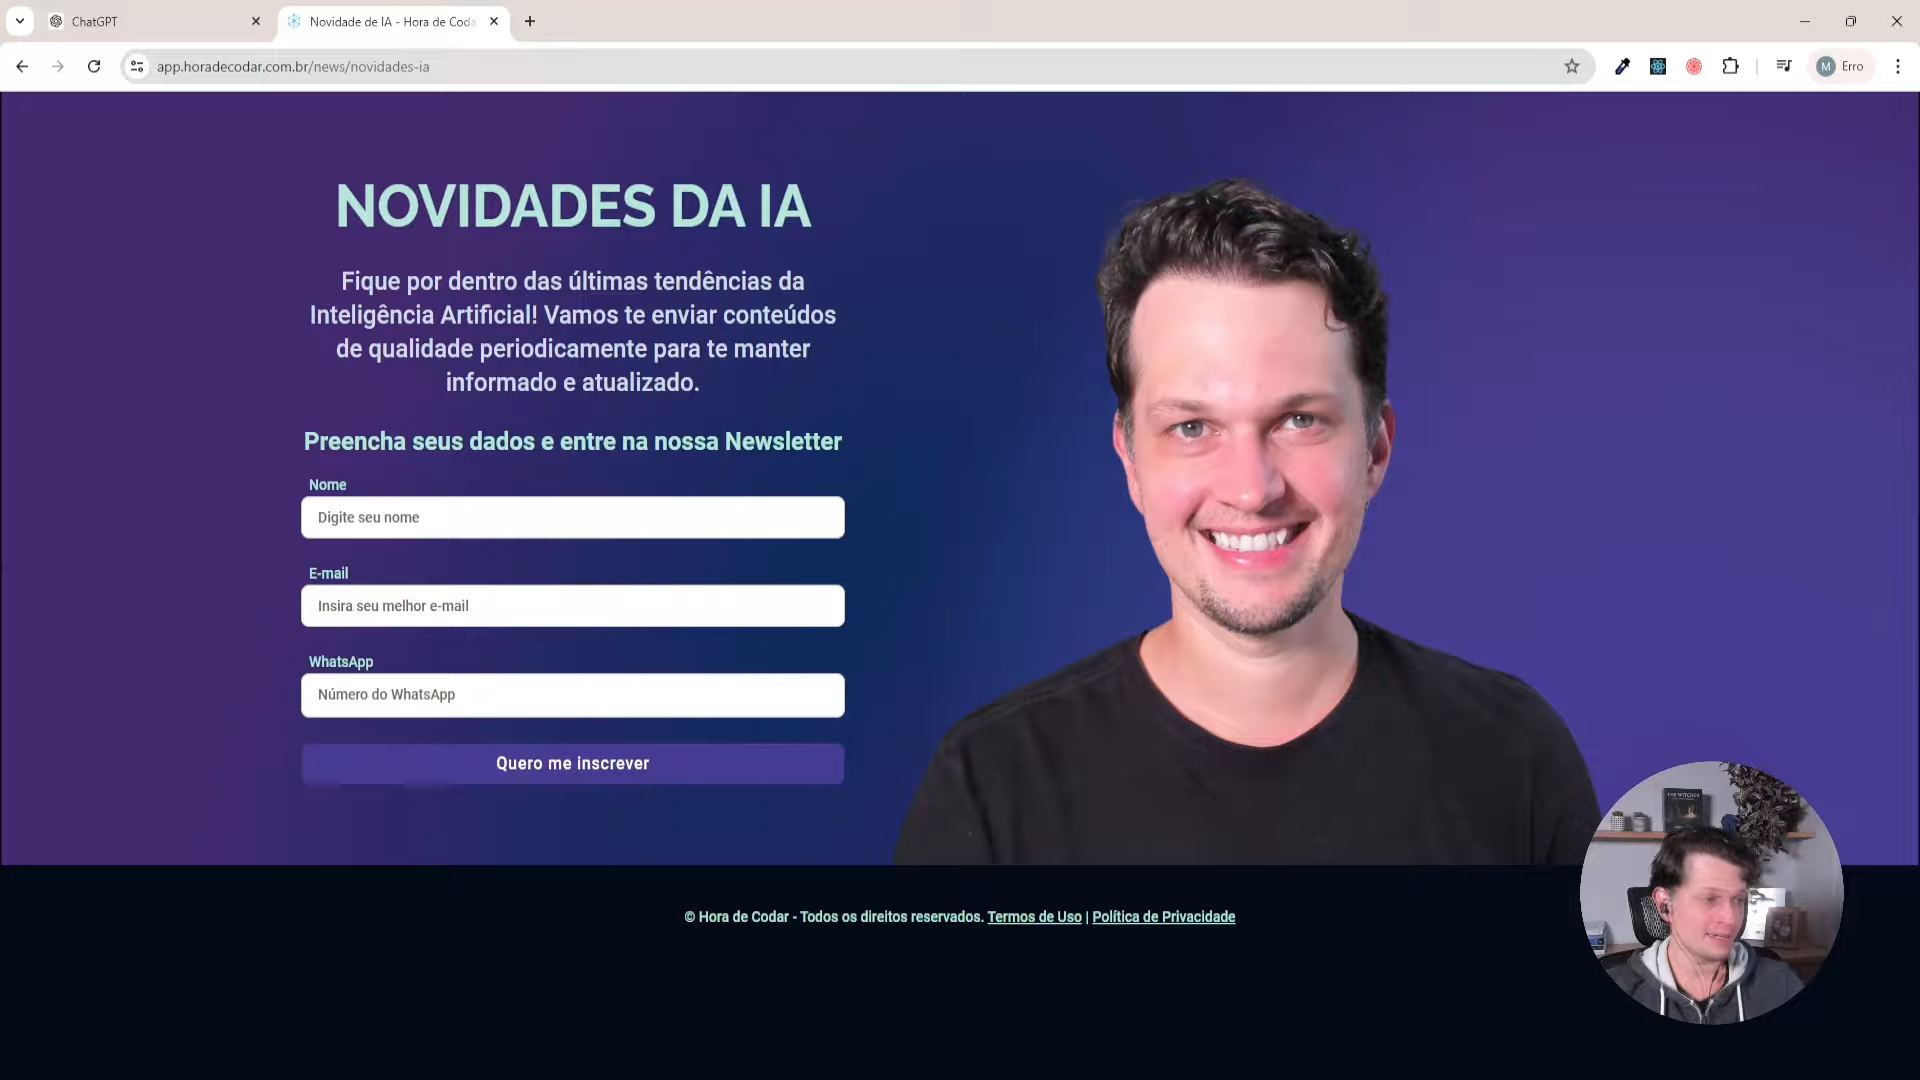 ChatGPT
Novidade de IA - Hora de Coda
app.horadecodar.com.br/news/novidades-ia
M
Erro
NOVIDADES DA IA
Fique por dentro das últimas tendências da
Inteligência Artificial! Vamos te enviar conteúdos
de qualidade periodicamente para te manter
informado e atualizado.
Preencha seus dados e entre na nossa Newsletter
Nome
Digite seu nome
E-mail
Insira seu melhor e-mail
WhatsApp
Número do WhatsApp
Quero me inscrever
THE WITCHER
© Hora de Codar - Todos os direitos reservados. Termos de Uso | Política de Privacidade